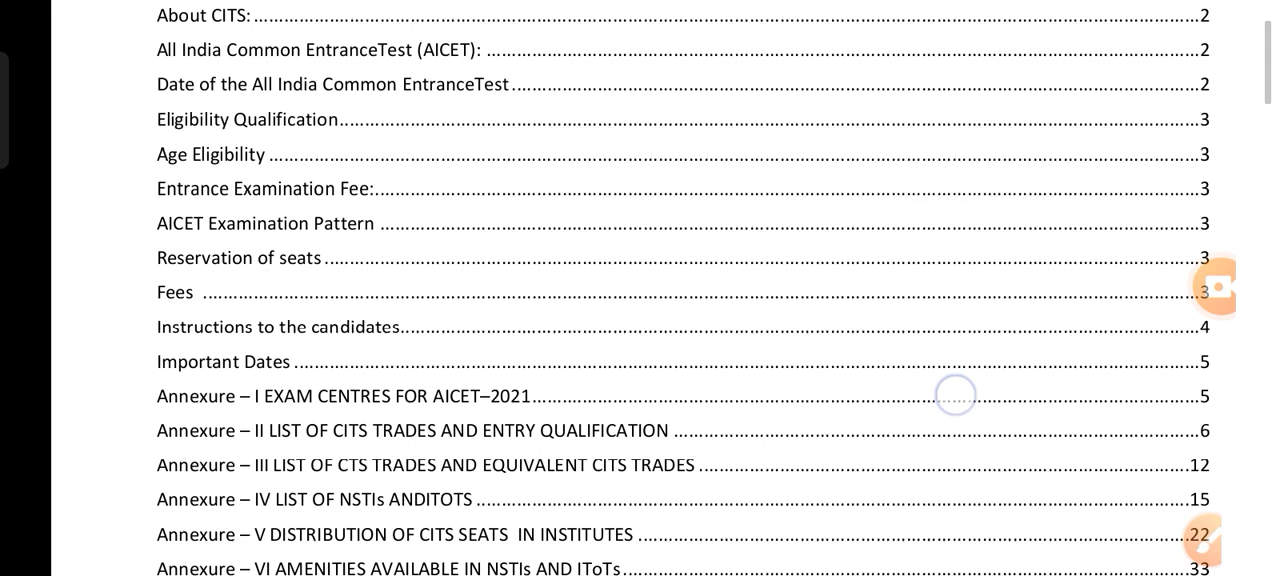 About CITS: ........................................................................................................2
All India Common EntranceTest (AICET): ........................................................................................................2
Date of the All India Common EntranceTest........................................................................................................2
Eligibility Qualification........................................................................................................3
Age Eligibility ........................................................................................................3
Entrance Examination Fee:........................................................................................................3
AICET Examination Pattern ........................................................................................................3
Reservation of seats ........................................................................................................3
Fees ........................................................................................................3
Instructions to the candidates........................................................................................................4
Important Dates ........................................................................................................5
Annexure – I EXAM CENTRES FOR AICET–2021........................................................................................................5
Annexure – II LIST OF CITS TRADES AND ENTRY QUALIFICATION ........................................................................................................6
Annexure – III LIST OF CTS TRADES AND EQUIVALENT CITS TRADES ........................................................................................................12
Annexure – IV LIST OF NSTIs ANDITOTS ........................................................................................................15
Annexure – V DISTRIBUTION OF CITS SEATS IN INSTITUTES ........................................................................................................22
Annexure – VI AMENITIES AVAILABLE IN NSTIs AND IToTs........................................................................................................33